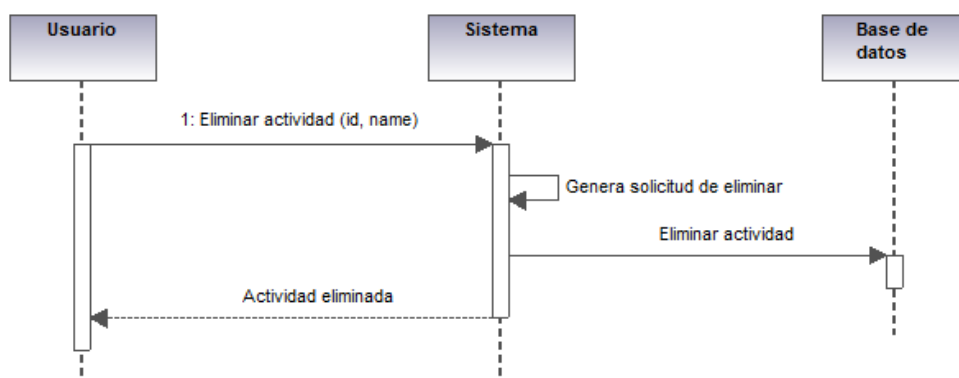 Usuario
Sistema
Base de
datos
1: Eliminar actividad (id, name)
Genera solicitud de eliminar
Eliminar actividad
Actividad eliminada